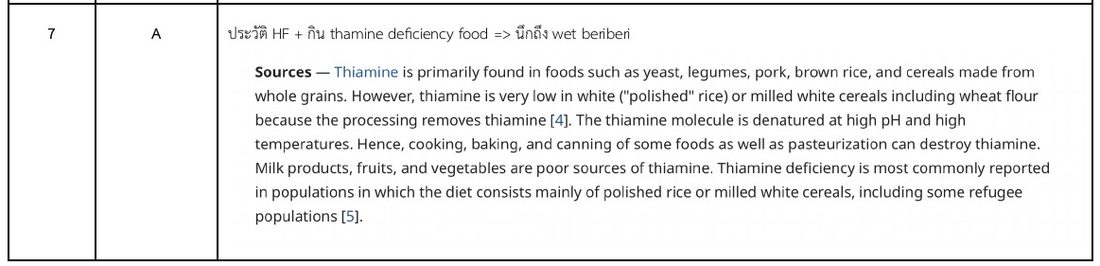 7
A
ประวัติ HF + กิน thamine deficiency food => นึกถึง wet beriberi
Sources — Thiamine is primarily found in foods such as yeast, legumes, pork, brown rice, and cereals made from
whole grains. However, thiamine is very low in white ("polished" rice) or milled white cereals including wheat flour
because the processing removes thiamine [4]. The thiamine molecule is denatured at high pH and high
temperatures. Hence, cooking, baking, and canning of some foods as well as pasteurization can destroy thiamine.
Milk products, fruits, and vegetables are poor sources of thiamine. Thiamine deficiency is most commonly reported
in populations in which the diet consists mainly of polished rice or milled white cereals, including some refugee
populations [5].